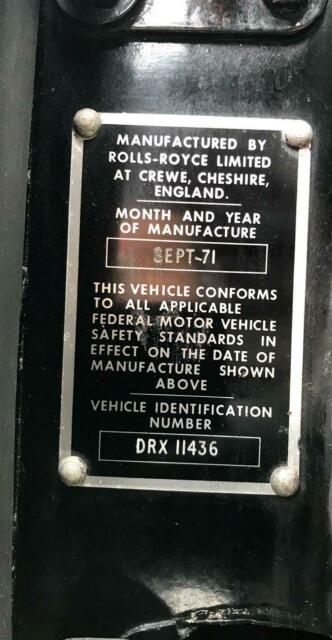 MANUFACTURED BY
ROLLS-ROYCE LIMITED
AT CREWE, CHESHIRE,
ENGLAND.
MONTH AND YEAR
OF MANUFACTURE
SEPT-71
THIS VEHICLE CONFORMS
TO ALL APPLICABLE
FEDERAL MOTOR VEHICLE
SAFETY STANDARDS IN
EFFECT ON THE DATE OF
MANUFACTURE SHOWN
ABOVE
VEHICLE IDENTIFICATION
NUMBER
DRX 11436